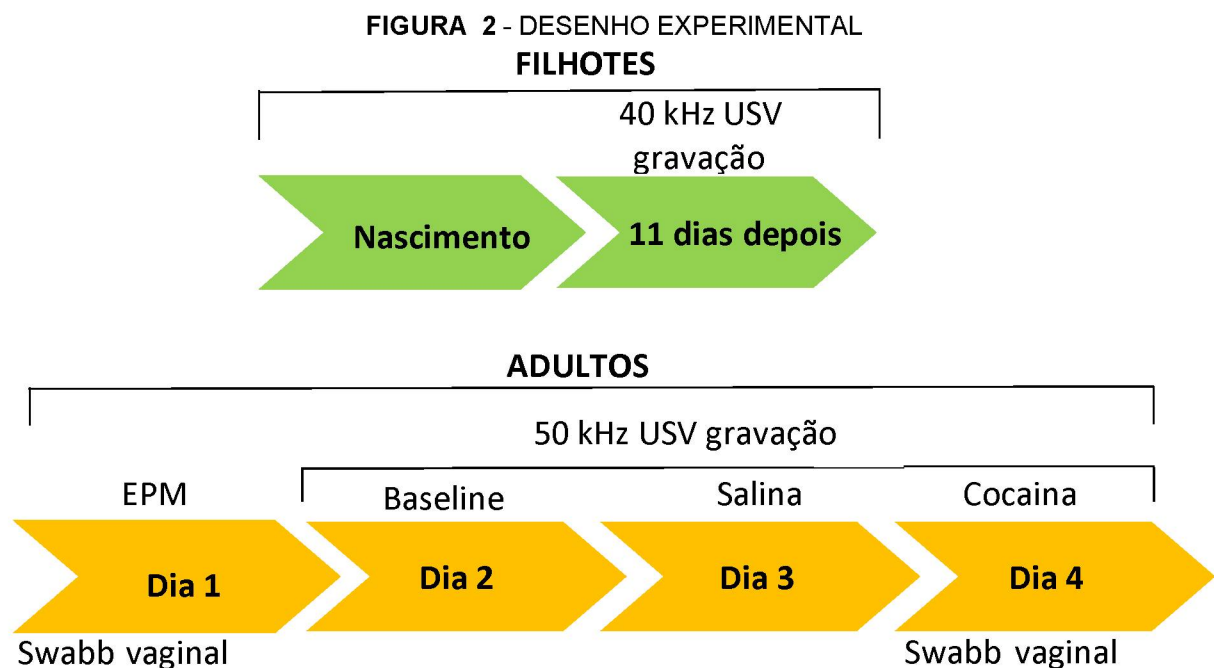 FIGURA 2 - DESENHO EXPERIMENTAL
FILHOTES
40 kHz USV
gravação
Nascimento
11 dias depois
ADULTOS
50 kHz USV gravação
EPM
Baseline
Salina
Cocaina
Dia 1
Dia 2
Dia 3
Dia 4
Swabb vaginal
Swabb vaginal